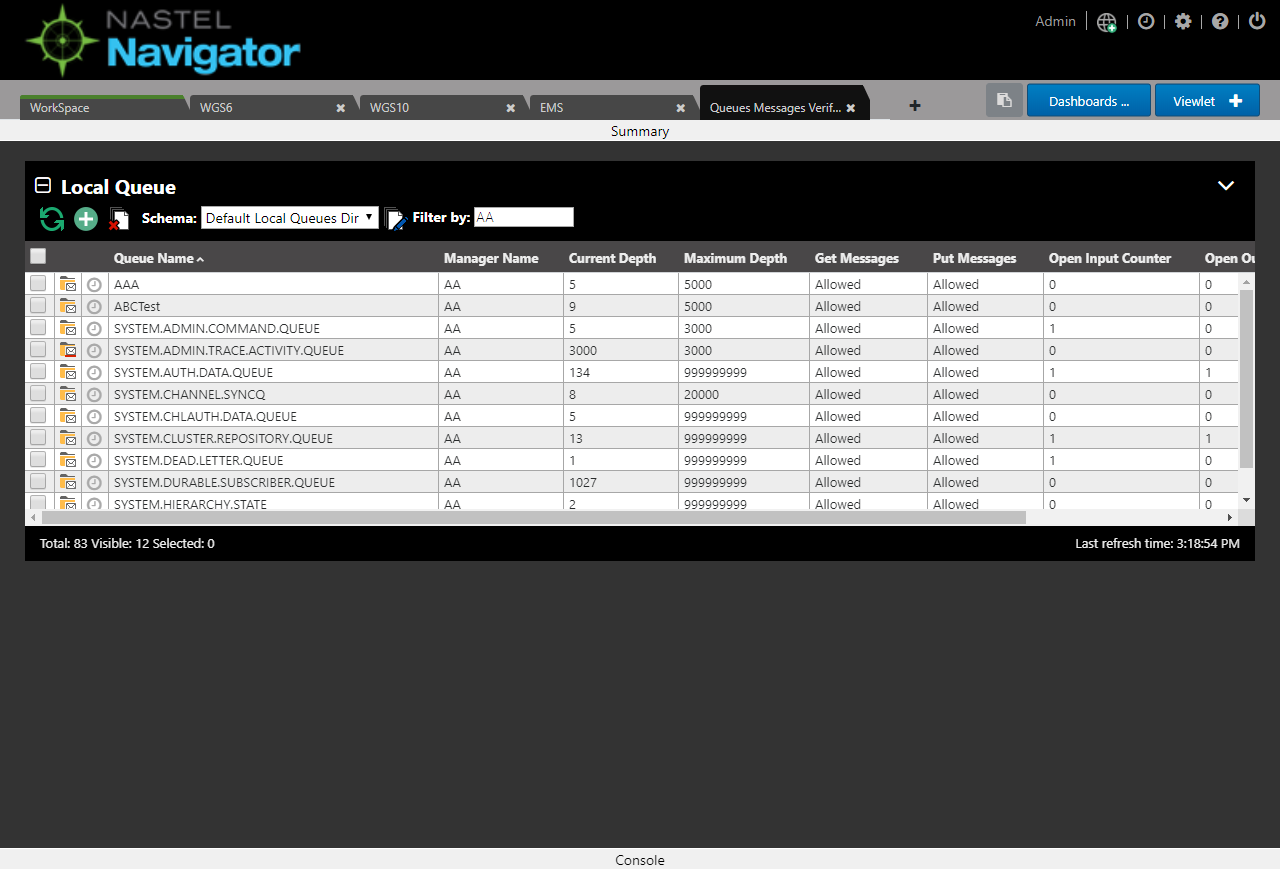 NASTEL
Navigator
Admin
WorkSpace
WGS6
WGS10
EMS
Queues Messages Verif...
Dashboards ...
Viewlet
Summary
Local Queue
Schema: Default Local Queues Dir Filter by: AA
Queue Name Manager Name Current Depth Maximum Depth Get Messages Put Messages Open Input Counter Open Ou
AAA AA 5 5000 Allowed Allowed 0 0
ABCTest AA 9 5000 Allowed Allowed 0 0
SYSTEM.ADMIN.COMMAND.QUEUE AA 5 3000 Allowed Allowed 1 0
SYSTEM.ADMIN.TRACE.ACTIVITY.QUEUE AA 3000 3000 Allowed Allowed 0 0
SYSTEM.AUTH.DATA.QUEUE AA 134 999999999 Allowed Allowed 1 1
SYSTEM.CHANNEL.SYNCQ AA 8 20000 Allowed Allowed 0 0
SYSTEM.CHLAUTH.DATA.QUEUE AA 5 999999999 Allowed Allowed 0 0
SYSTEM.CLUSTER.REPOSITORY.QUEUE AA 13 999999999 Allowed Allowed 1 1
SYSTEM.DEAD.LETTER.QUEUE AA 1 999999999 Allowed Allowed 1 0
SYSTEM.DURABLE.SUBSCRIBER.QUEUE AA 1027 999999999 Allowed Allowed 0 0
SYSTEM.HIERARCHY.STATE AA 2 999999999 Allowed Allowed 0 0
Total: 83 Visible: 12 Selected: 0
Last refresh time: 3:18:54 PM
Console